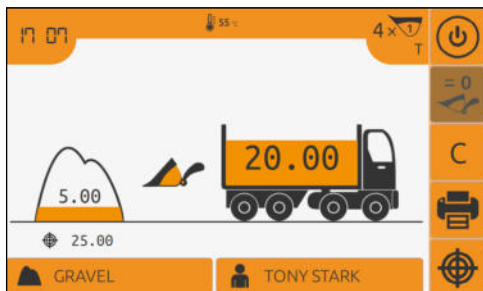 17 07
55 °C
4 × 1
T
= 0
C
20.00
5.00
25.00
GRAVEL
TONY STARK